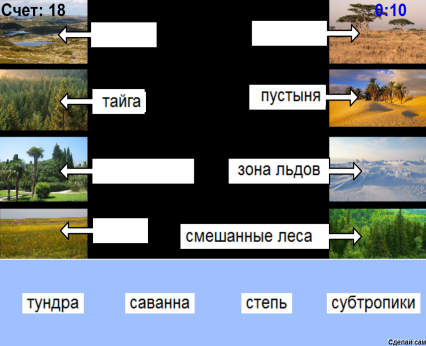 Счет: 18
0:10
тайга
пустыня
зона льдов
смешанные леса
тундра
саванна
степь
субтропики
Сделай сам